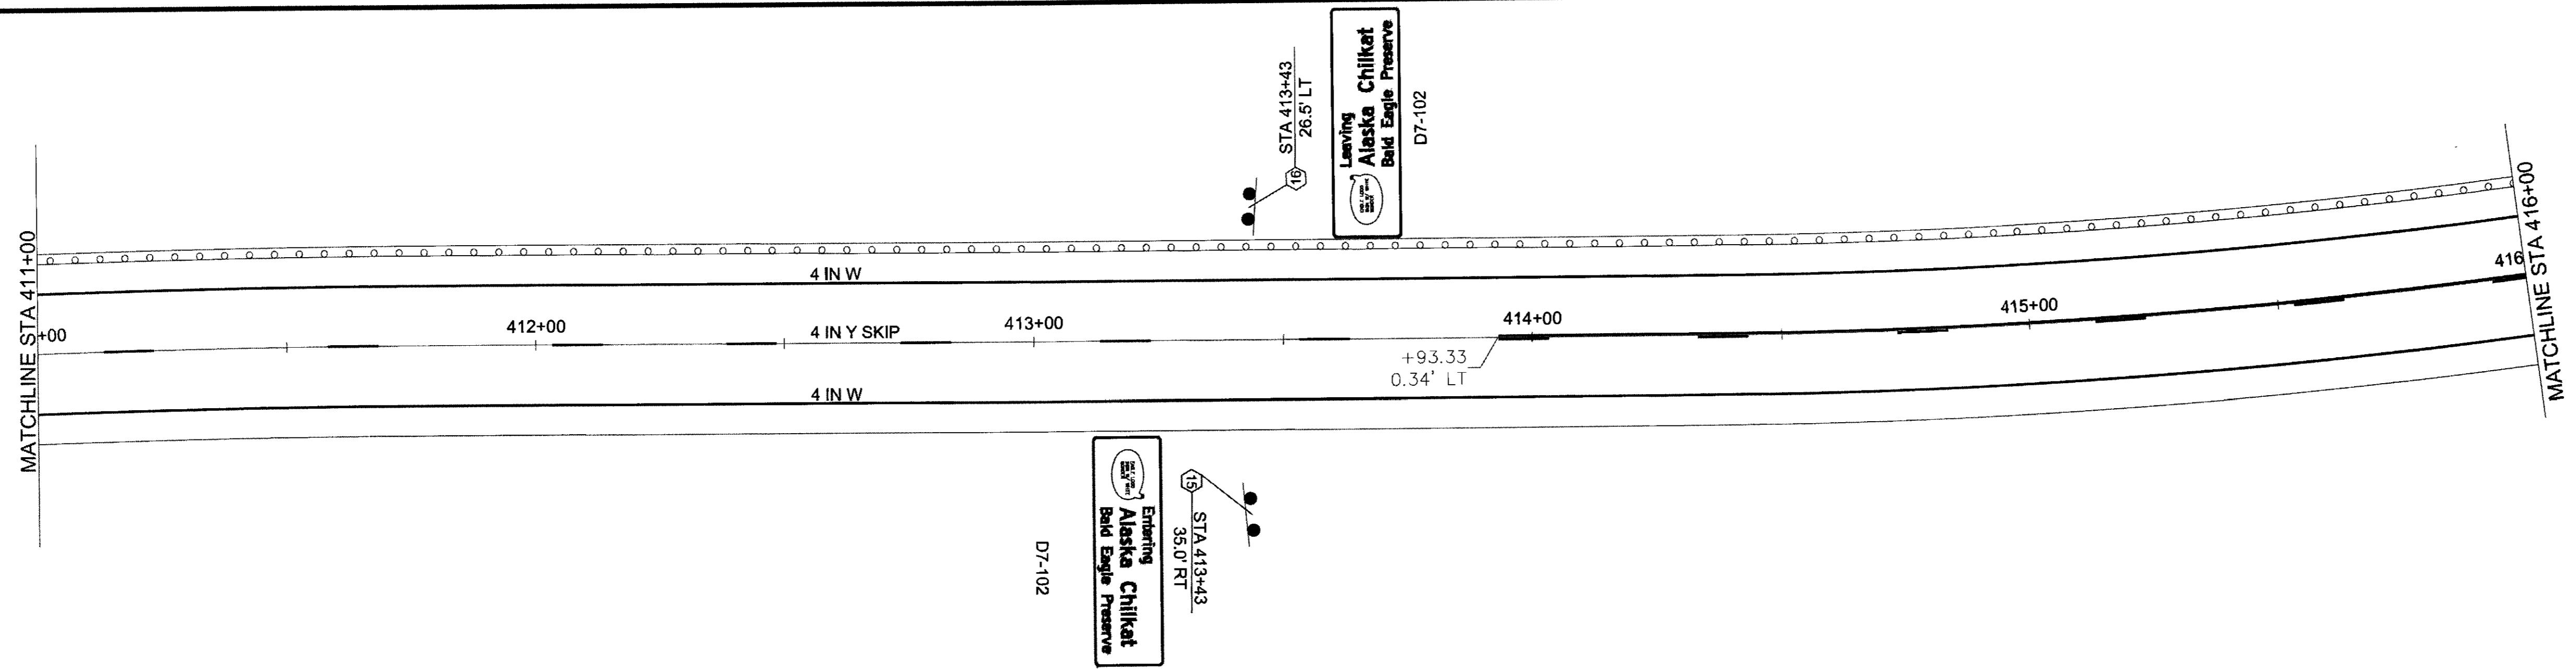 MATCHLINE STA 411+00
+00
412+00
4 IN W
4 IN Y SKIP
4 IN W
413+00
STA 413+43
26.5' LT
16
Leaving
Alaska Chilkat
Bald Eagle Preserve
D7-102
414+00
+93.33
0.34' LT
415+00
416
MATCHLINE STA 416+00
D7-102
Entering
Alaska Chilkat
Bald Eagle Preserve
15
STA 413+43
35.0' RT